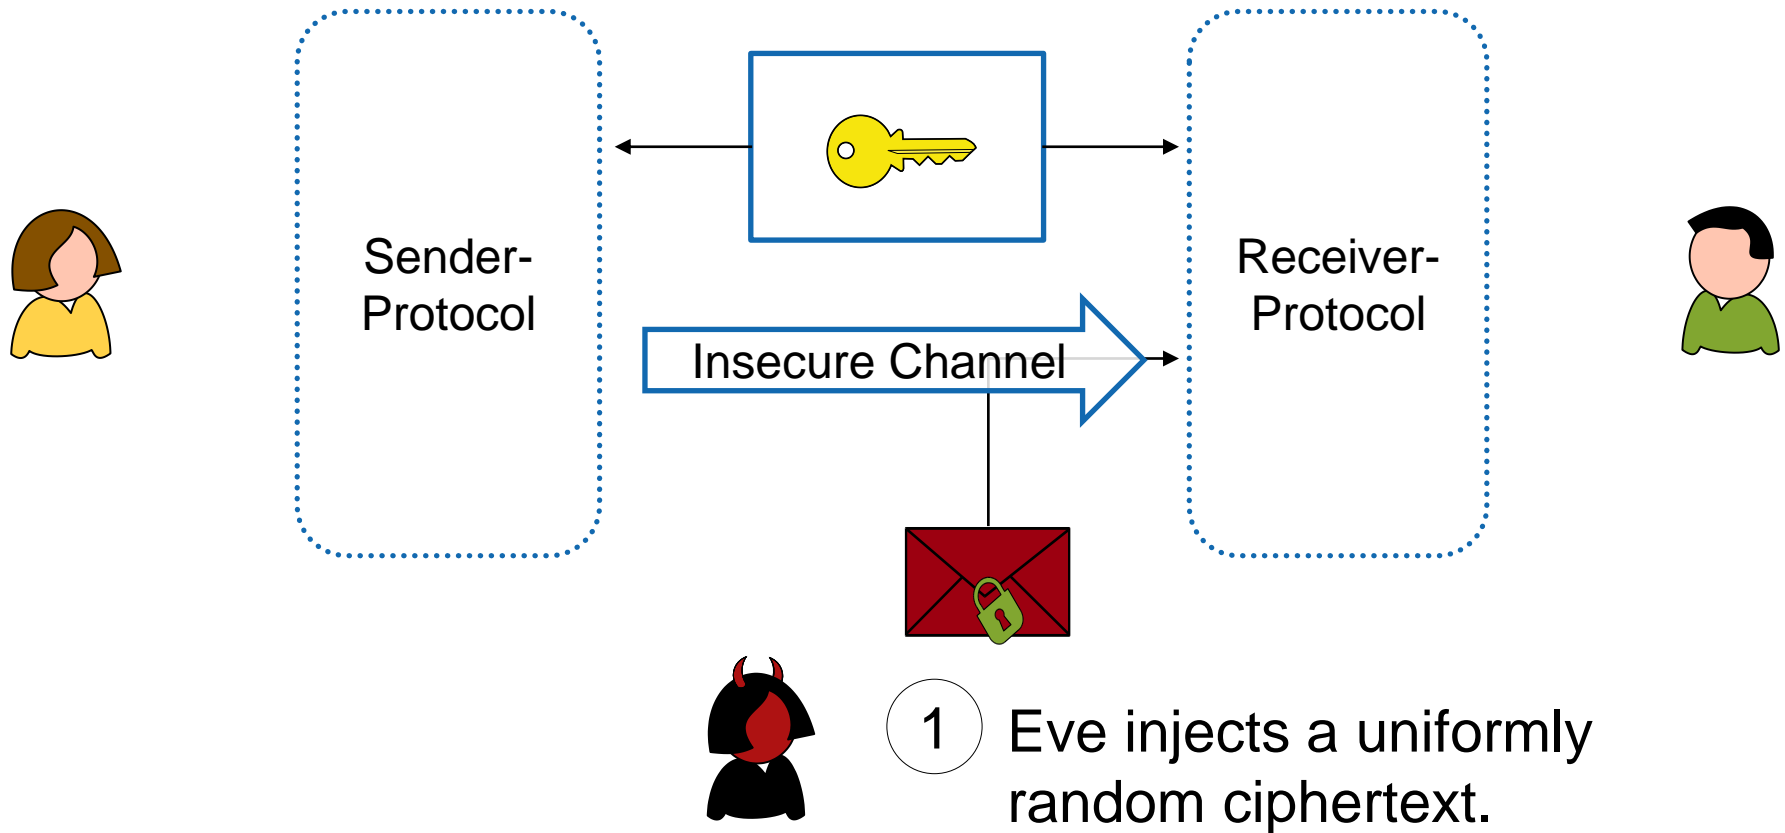 Sender-
Protocol
Receiver-
Protocol
Insecure Channel
1
Eve injects a uniformly
random ciphertext.